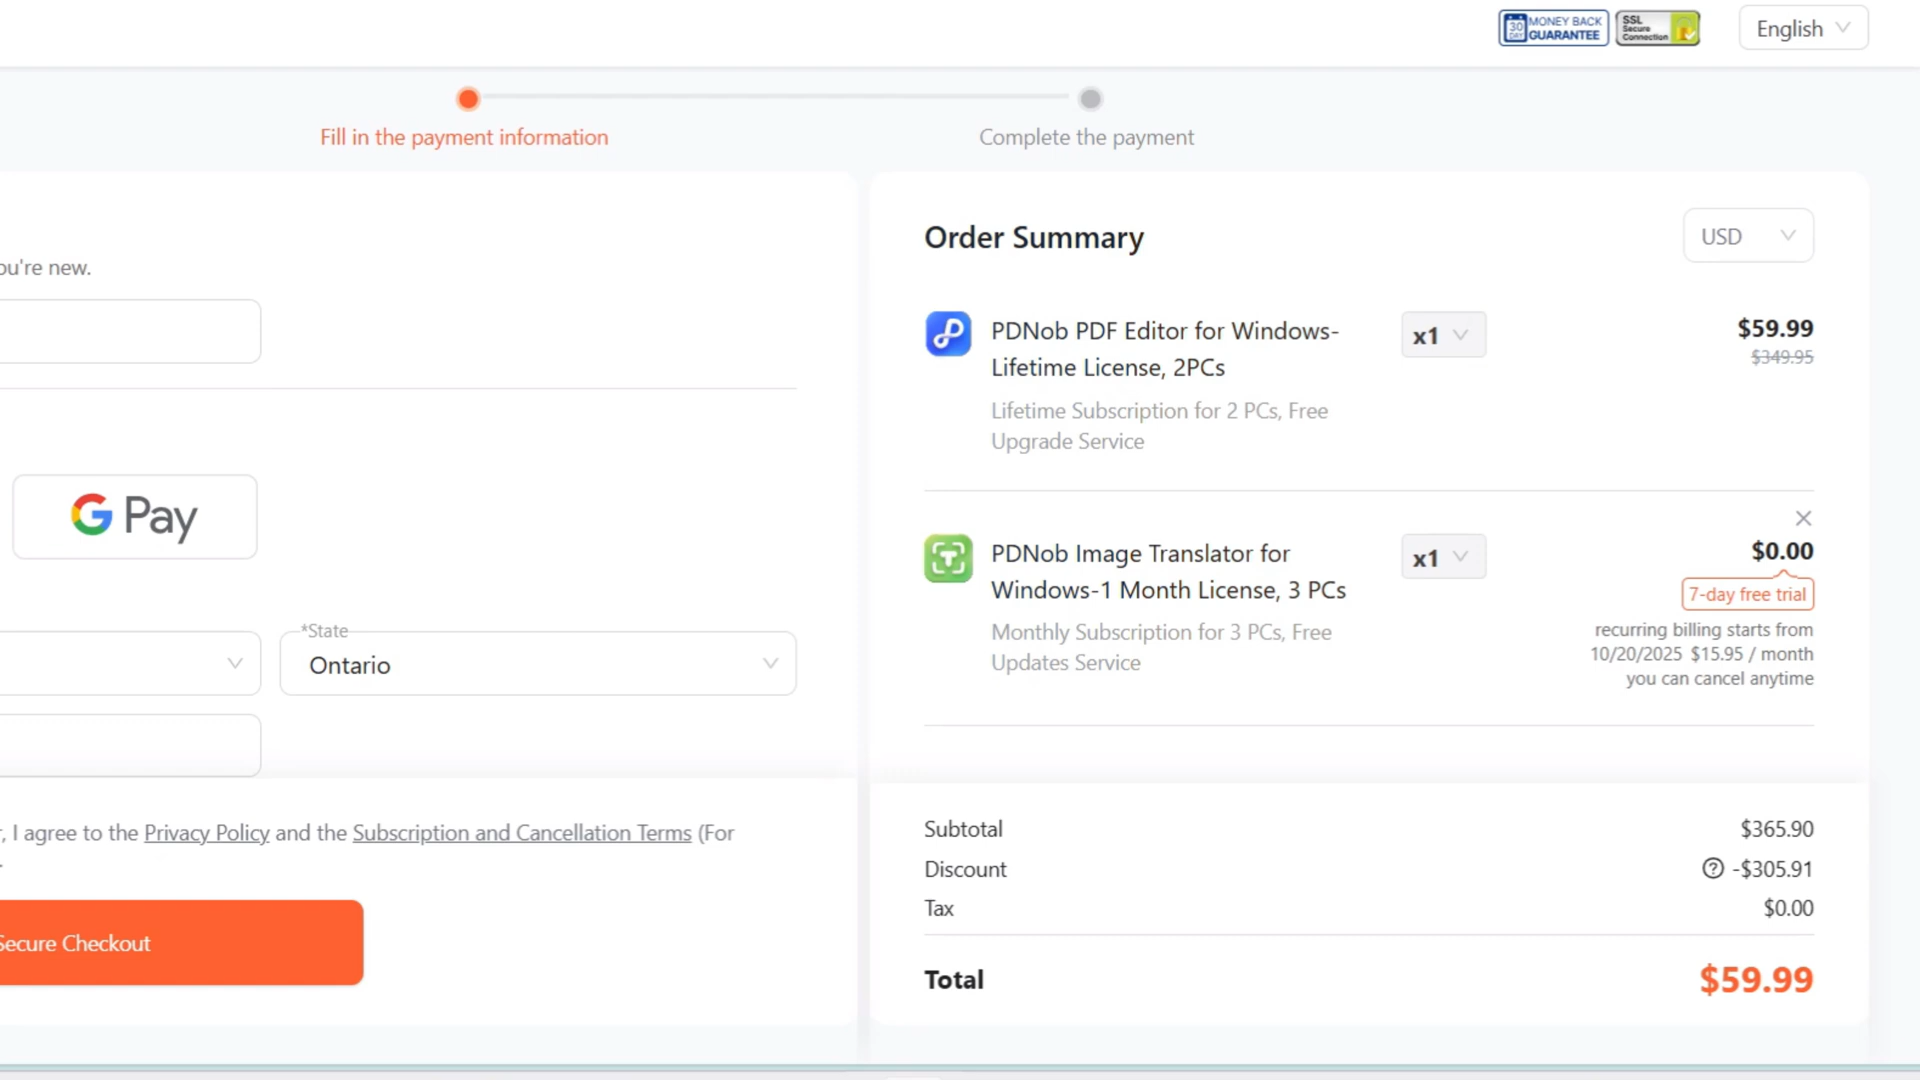 30 DAY MONEY BACK GUARANTEE
SSL Secure Connection
English
Fill in the payment information
Complete the payment
ou're new.
G Pay
*State
Ontario
, I agree to the Privacy Policy and the Subscription and Cancellation Terms (For
Secure Checkout
Order Summary
USD
PDNob PDF Editor for Windows-
Lifetime License, 2PCs
x1
$59.99
$349.95
Lifetime Subscription for 2 PCs, Free
Upgrade Service
PDNob Image Translator for
Windows-1 Month License, 3 PCs
x1
$0.00
7-day free trial
Monthly Subscription for 3 PCs, Free
Updates Service
recurring billing starts from
10/20/2025 $15.95 / month
you can cancel anytime
Subtotal
$365.90
Discount
-$305.91
Tax
$0.00
Total
$59.99